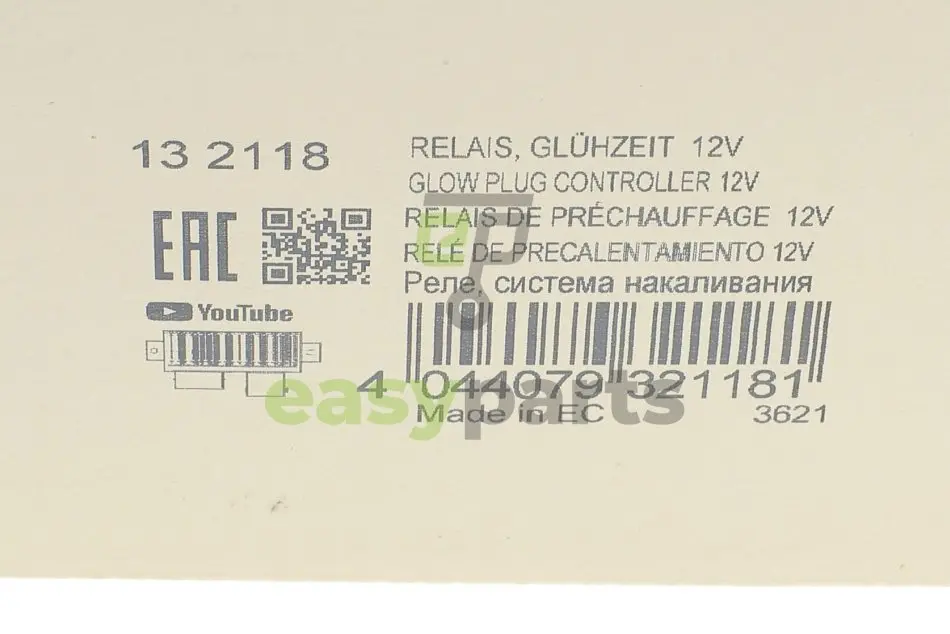 13 2118
RELAIS, GLÜHZEIT 12V
GLOW PLUG CONTROLLER 12V
RELAIS DE PRÉCHAUFFAGE 12V
RELÉ DE PRECALENTAMIENTO 12V
Реле, система накаливания
EAC
YouTube
4 044079 321181
Made in EC
3621
easyparts